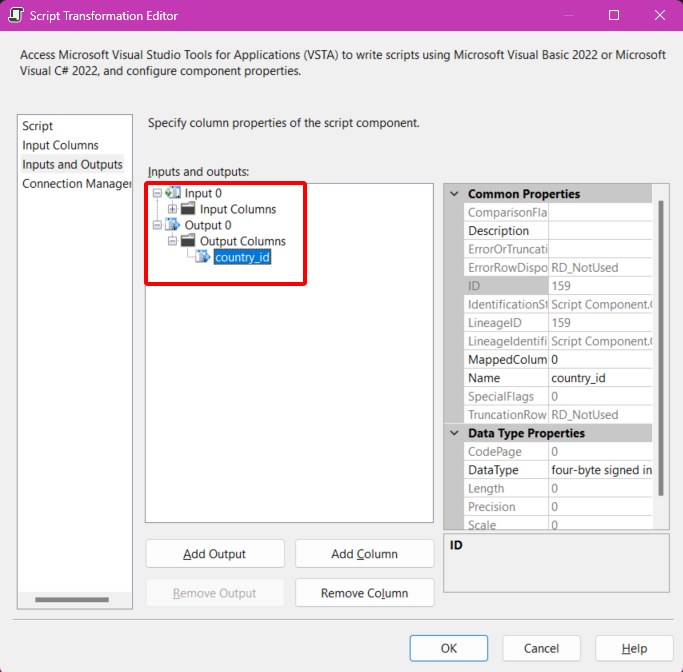 Script Transformation Editor
Access Microsoft Visual Studio Tools for Applications (VSTA) to write scripts using Microsoft Visual Basic 2022 or Microsoft
Visual C# 2022, and configure component properties.
Script
Input Columns
Inputs and Outputs
Connection Manager
Specify column properties of the script component.
Inputs and outputs:
Input 0
Input Columns
Output 0
Output Columns
country_id
Common Properties
ComparisonFla
Description
ErrorOrTruncati
ErrorRowDispo RD_NotUsed
ID 159
IdentificationSt Script Component.
LineageID 159
LineageIdentifi Script Component.
MappedColum 0
Name country_id
SpecialFlags 0
TruncationRow RD_NotUsed
Data Type Properties
CodePage 0
DataType four-byte signed in
Length 0
Precision 0
Scale 0
ID
Add Output
Add Column
Remove Output
Remove Column
OK
Cancel
Help